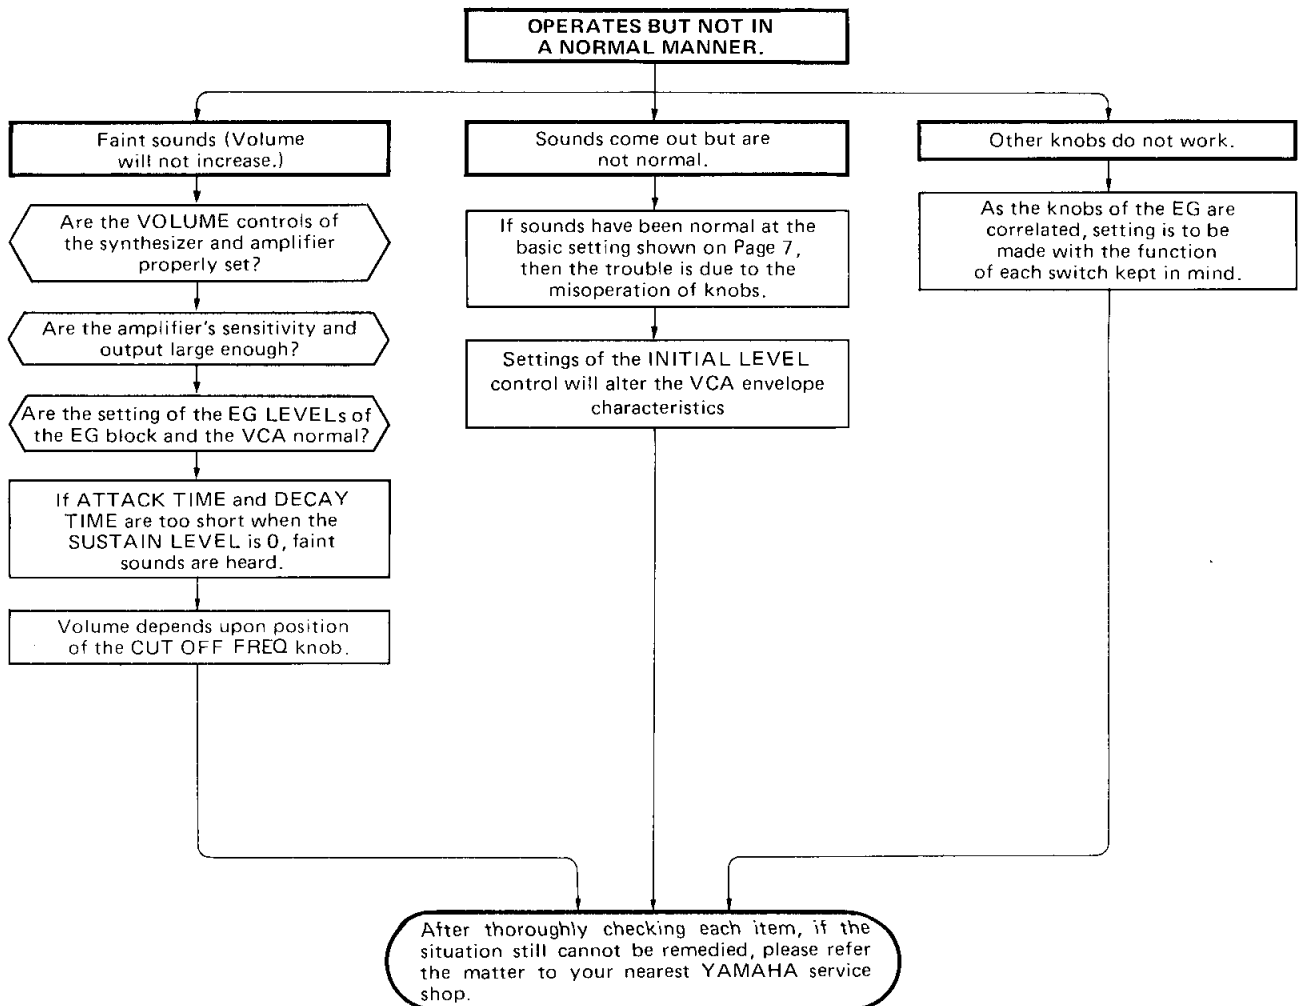 OPERATES BUT NOT IN
A NORMAL MANNER.
Faint sounds (Volume
will not increase.)
Are the VOLUME controls of
the synthesizer and amplifier
properly set?
Are the amplifier's sensitivity and
output large enough?
Are the setting of the EG LEVELs of
the EG block and the VCA normal?
If ATTACK TIME and DECAY
TIME are too short when the
SUSTAIN LEVEL is 0, faint
sounds are heard.
Volume depends upon position
of the CUT OFF FREQ knob.
Sounds come out but are
not normal.
If sounds have been normal at the
basic setting shown on Page 7,
then the trouble is due to the
misoperation of knobs.
Settings of the INITIAL LEVEL
control will alter the VCA envelope
characteristics
Other knobs do not work.
As the knobs of the EG are
correlated, setting is to be
made with the function
of each switch kept in mind.
After thoroughly checking each item, if the
situation still cannot be remedied, please refer
the matter to your nearest YAMAHA service
shop.